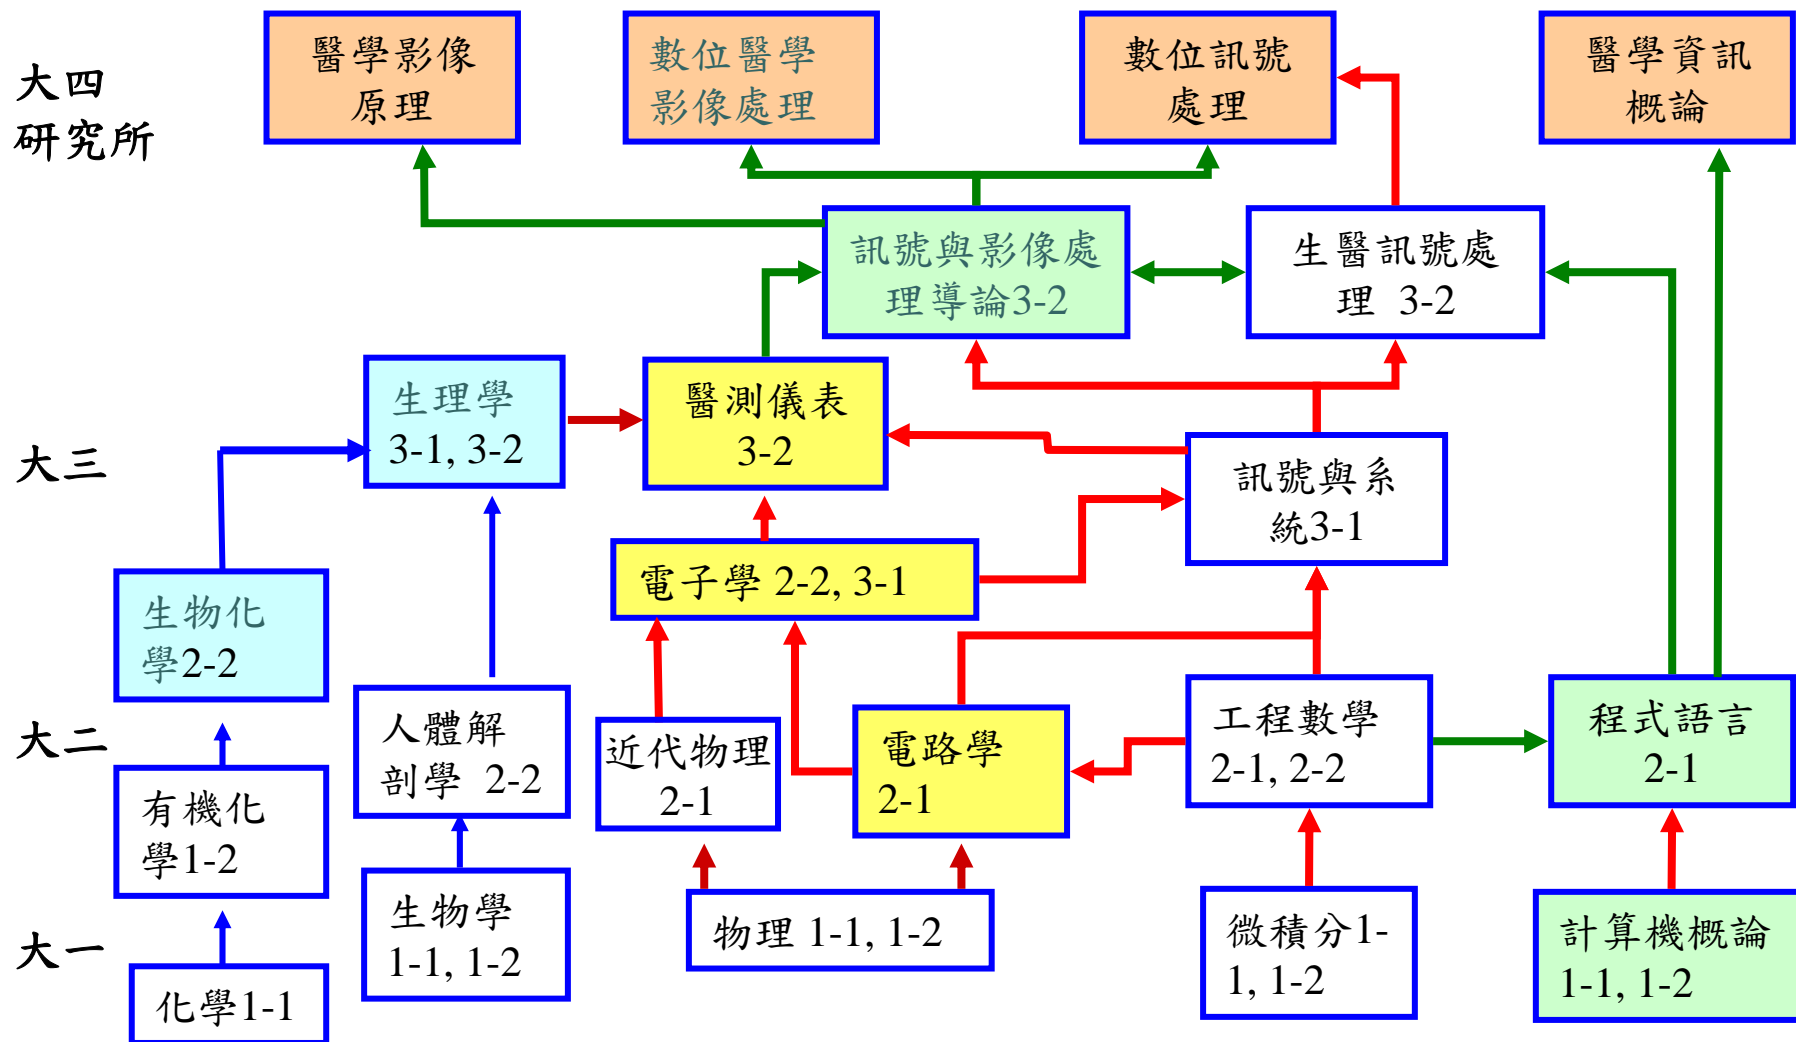 大四
研究所
醫學影像
原理
數位醫學
影像處理
數位訊號
處理
醫學資訊
概論
訊號與影像處
理導論3-2
生醫訊號處
理 3-2
大三
生理學
3-1, 3-2
醫測儀表
3-2
訊號與系
統3-1
電子學 2-2, 3-1
生物化
學2-2
大二
人體解
剖學 2-2
近代物理
2-1
電路學
2-1
工程數學
2-1, 2-2
程式語言
2-1
有機化
學1-2
大一
生物學
1-1, 1-2
物理 1-1, 1-2
微積分1-
1, 1-2
計算機概論
1-1, 1-2
化學1-1